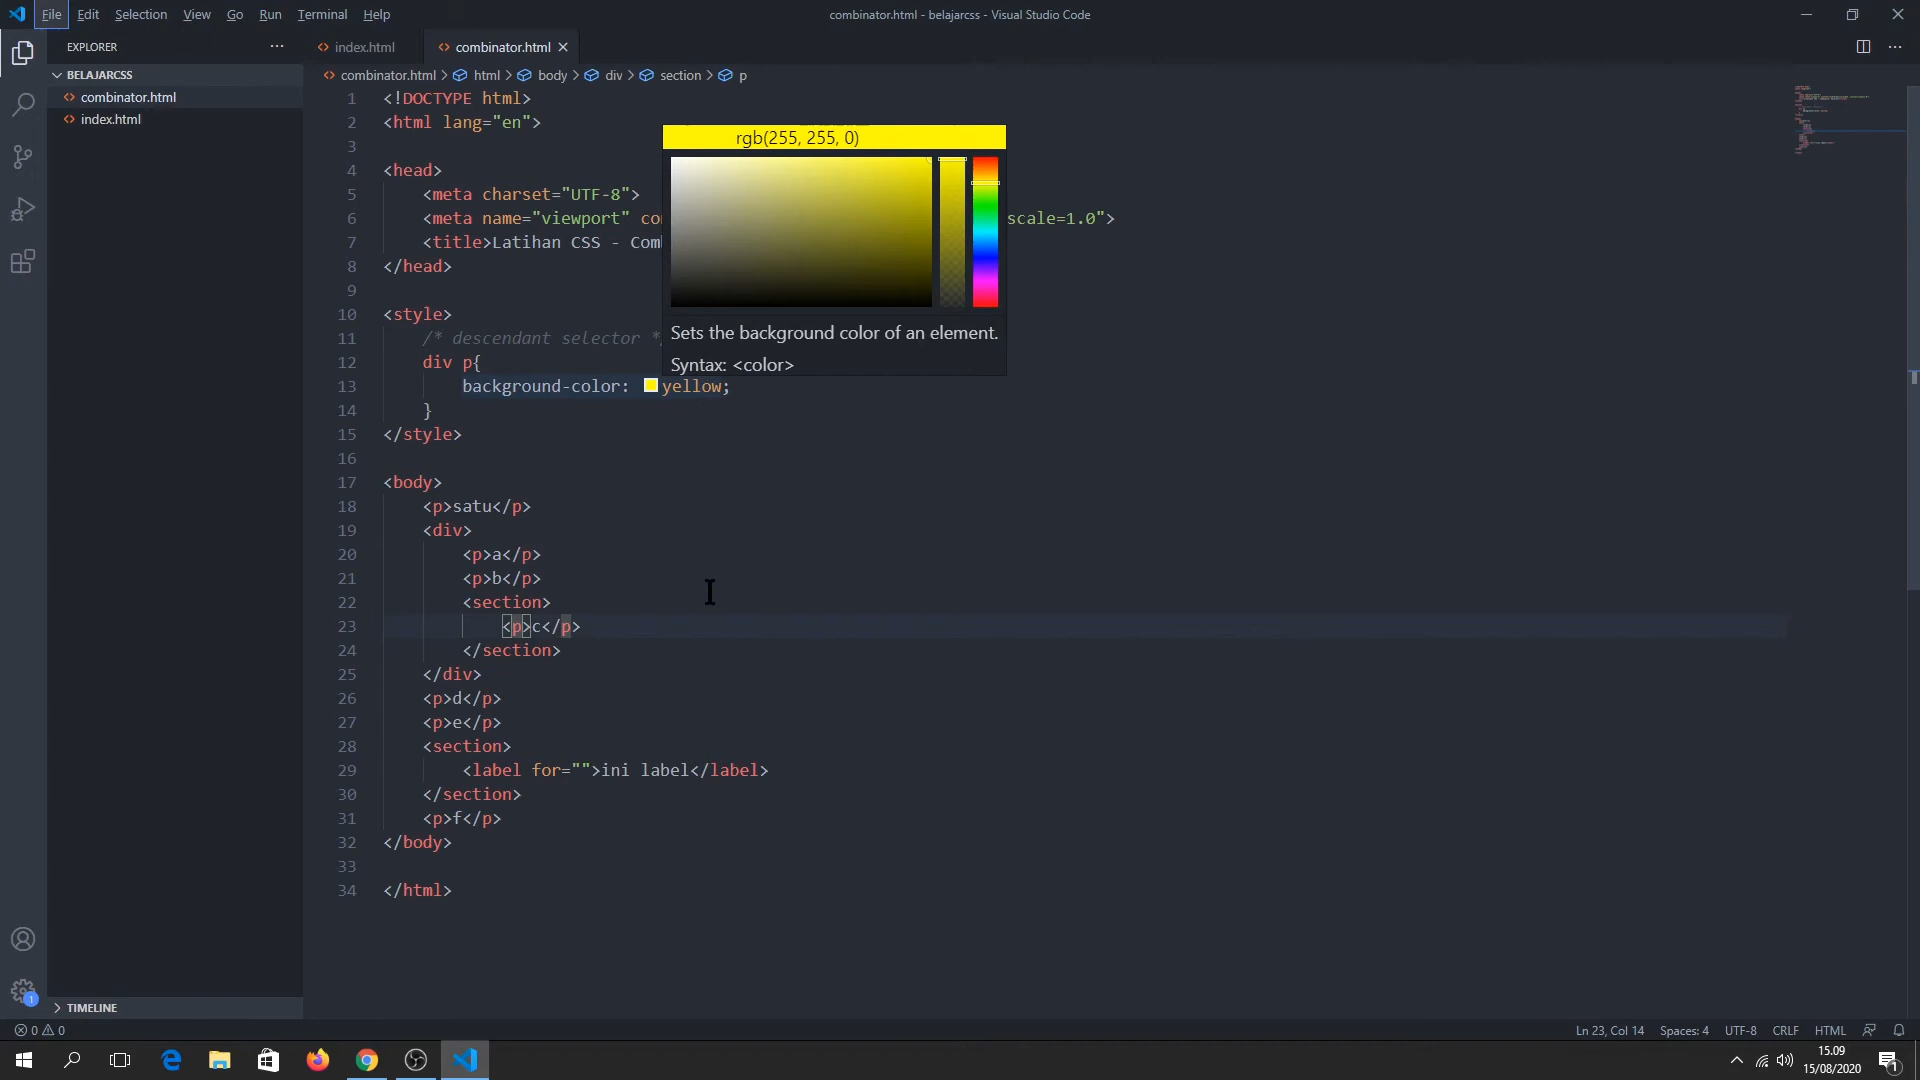 File Edit Selection View Go Run Terminal Help
combinator.html - belajarcss - Visual Studio Code
EXPLORER
index.html
combinator.html
BELAJARCSS
combinator.html
index.html
combinator.html > html > body > div > section > p
1 <!DOCTYPE html>
2 <html lang="en">
3
4 <head>
5 <meta charset="UTF-8">
6 <meta name="viewport" co scale=1.0">
7 <title>Latihan CSS - Com
8 </head>
9
10 <style>
11 /* descendant selector *
12 div p{
13 background-color: yellow;
14 }
15 </style>
16
17 <body>
18 <p>satu</p>
19 <div>
20 <p>a</p>
21 <p>b</p>
22 <section>
23 <p>c</p>
24 </section>
25 </div>
26 <p>d</p>
27 <p>e</p>
28 <section>
29 <label for="">ini label</label>
30 </section>
31 <p>f</p>
32 </body>
33
34 </html>
rgb(255, 255, 0)
Sets the background color of an element.
Syntax: <color>
TIMELINE
0 0
Ln 23, Col 14 Spaces: 4 UTF-8 CRLF HTML
1
15.09
15/08/2020
1